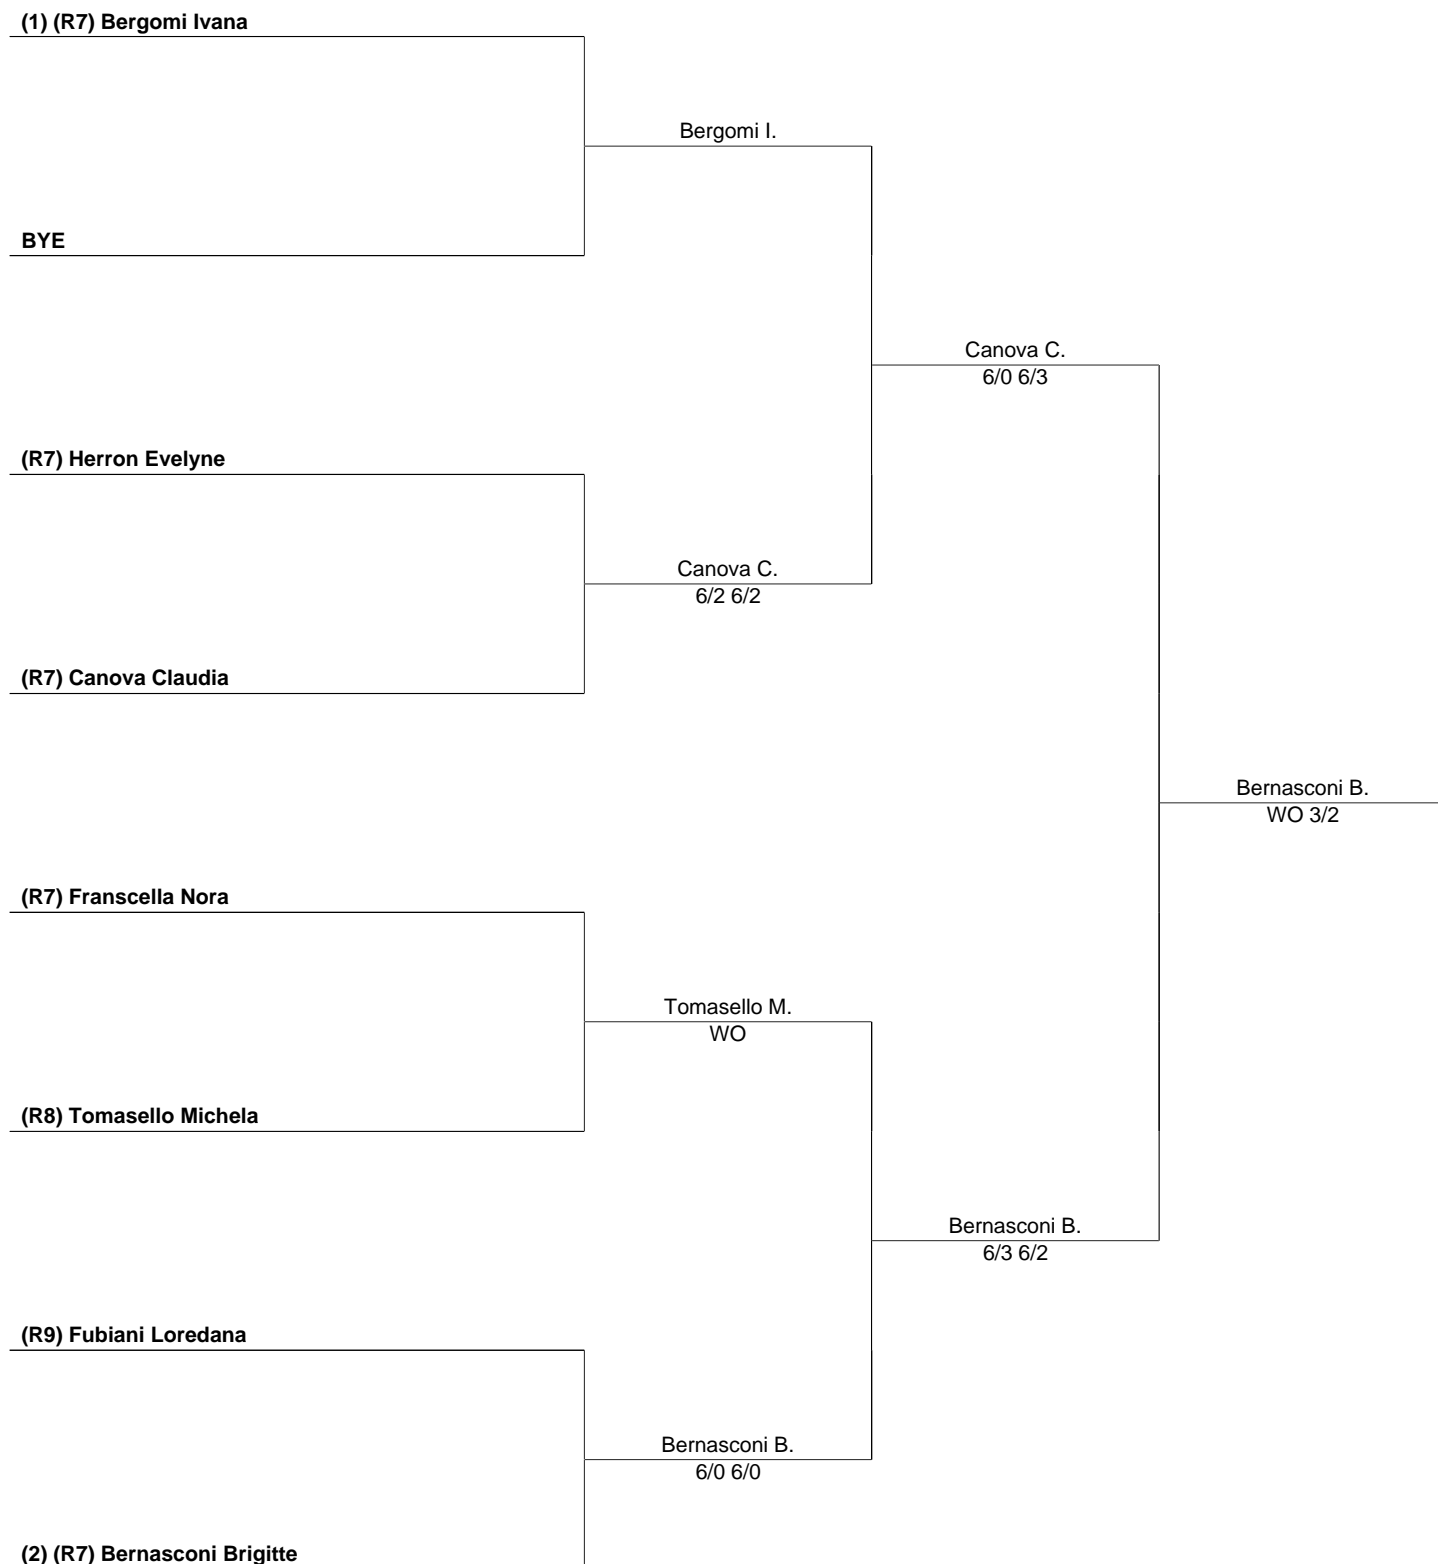 (1) (R7) Bergomi Ivana
Bergomi I.
BYE
Canova C.
6/0 6/3
(R7) Herron Evelyne
Canova C.
6/2 6/2
(R7) Canova Claudia
Bernasconi B.
WO 3/2
(R7) Franscella Nora
Tomasello M.
WO
(R8) Tomasello Michela
Bernasconi B.
6/3 6/2
(R9) Fubiani Loredana
Bernasconi B.
6/0 6/0
(2) (R7) Bernasconi Brigitte